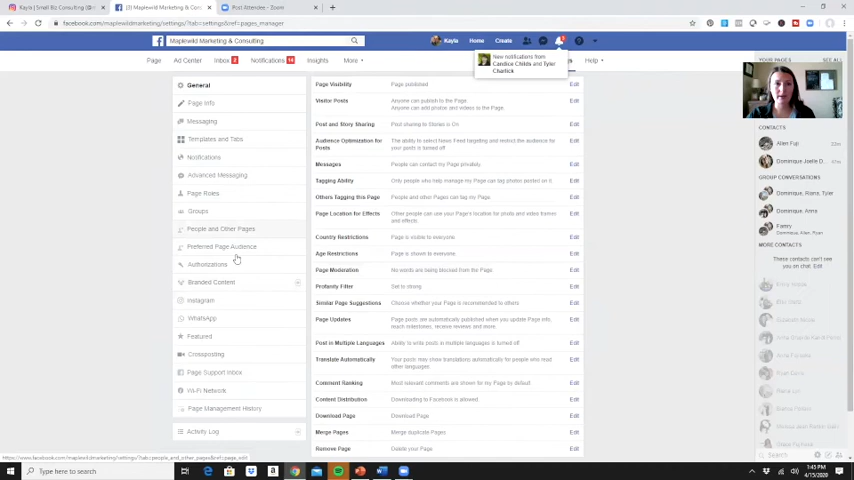 Kayla | Small Biz Consulting (@
(3) Maplewild Marketing & Consulting
Post Attendee - Zoom
facebook.com/maplewildmarketing/settings/?tab=settings&ref=pages_manager
Maplewild Marketing & Consulting
Kayla
Home
Create
Page
Ad Center
Inbox 2
Notifications
Insights
More
Help
New notifications from
Candice Childs and Tyler
Charlick
YOUR PAGES
SEE ALL
General
Page Info
Messaging
Templates and Tabs
Notifications
Advanced Messaging
Page Roles
Groups
People and Other Pages
Preferred Page Audience
Authorizations
Branded Content
Instagram
WhatsApp
Featured
Crossposting
Page Support Inbox
Wi-Fi Network
Page Management History
Activity Log
Page Visibility Page published Edit
Visitor Posts Anyone can publish to the Page Edit
Anyone can add photos and videos to the Page
Post and Story Sharing Post sharing to Stories is On Edit
Audience Optimization for Posts The ability to select News Feed targeting and restrict the audience for your posts is turned off Edit
Messages People can contact my Page privately. Edit
Tagging Ability Only people who help manage my Page can tag photos posted on it. Edit
Others Tagging this Page People and other Pages can tag my Page. Edit
Page Location for Effects Other people can use your Page's location for photo and video frames and effects. Edit
Country Restrictions Page is visible to everyone Edit
Age Restrictions Page is shown to everyone. Edit
Page Moderation No words are being blocked from the Page. Edit
Profanity Filter Set to strong Edit
Similar Page Suggestions Choose whether your Page is recommended to others Edit
Page Updates Page posts are automatically published when you update Page info, reach milestones, receive reviews and more. Edit
Post in Multiple Languages Ability to write posts in multiple languages is turned off Edit
Translate Automatically Your posts may show translations automatically for people who read other languages. Edit
Comment Ranking Most relevant comments are shown for my Page by default Edit
Content Distribution Downloading to Facebook is allowed Edit
Download Page Download Page Edit
Merge Pages Merge duplicate Pages Edit
Remove Page Delete your Page Edit
CONTACTS
Allen Fuji
Dominique Joelle D...
GROUP CONVERSATIONS
Dominique, Riana, Tyler
Dominique, Anna
Dominique, Allen, Ryan
MORE CONTACTS
These contacts can't see
you on chat. Edit
Search
https://www.facebook.com/maplewildmarketing/settings/?tab=people_and_other_pages&ref=page_edit
Type here to search
1:45 PM
4/15/2020